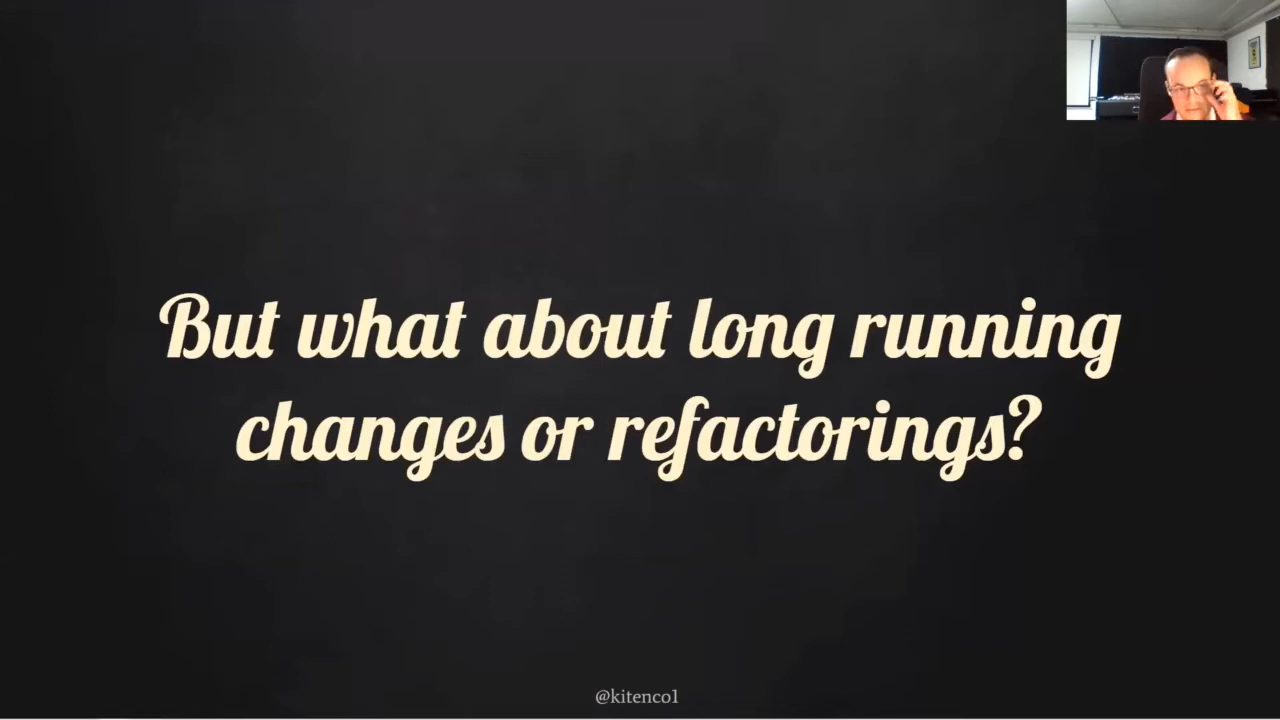 But what about long running
changes or refactorings?
@kitenco1